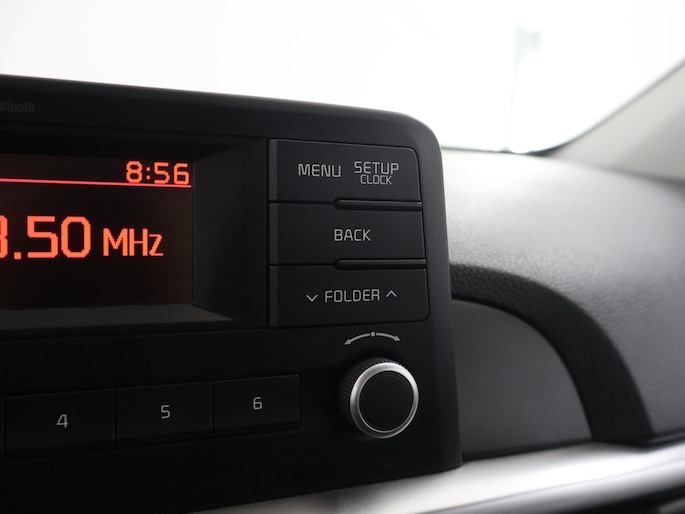 8:56
MENU SETUP
CLOCK
.50 MHz
BACK
FOLDER
4 5 6